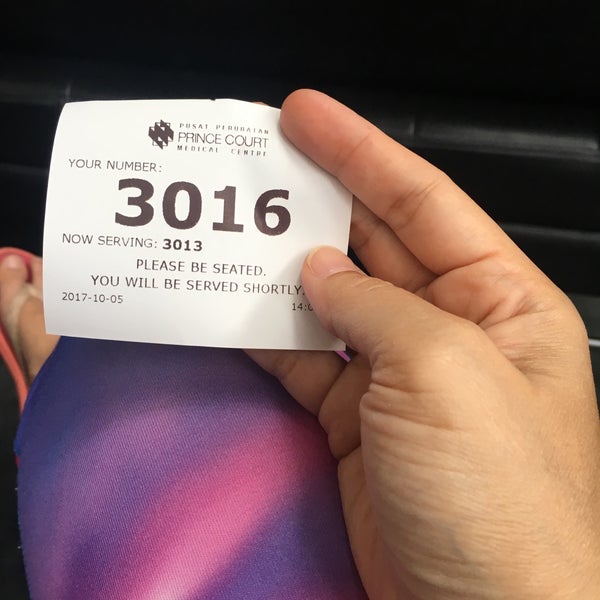 PUSAT PERUBATAN
PRINCE COURT
MEDICAL CENTRE
YOUR NUMBER:
3016
NOW SERVING: 3013
PLEASE BE SEATED.
YOU WILL BE SERVED SHORTLY.
2017-10-05